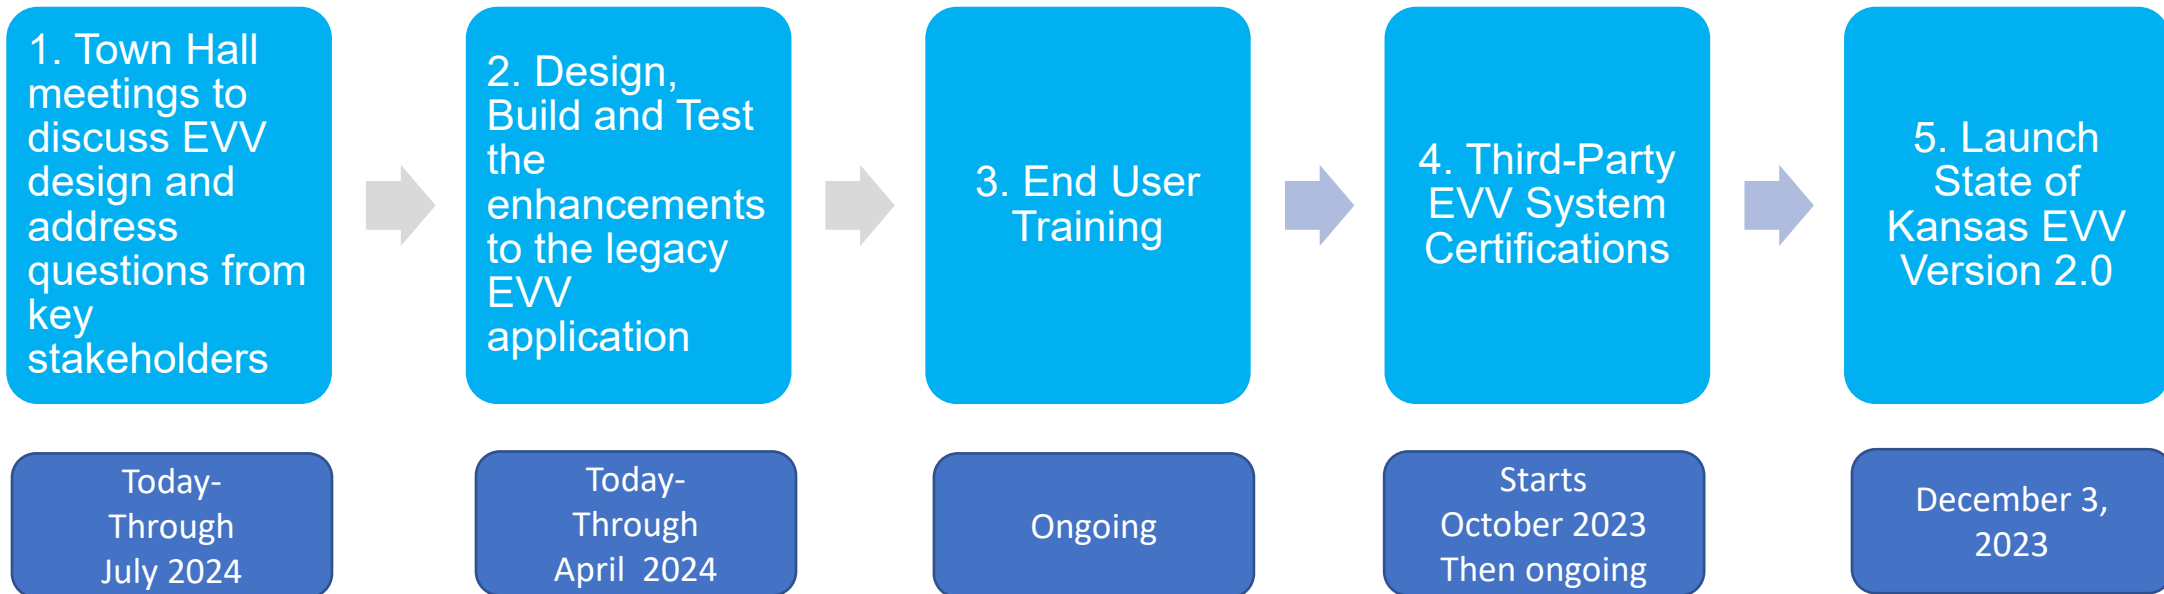 1. Town Hall
meetings to
discuss EVV
design and
address
questions from
key
stakeholders
2. Design,
Build and Test
the
enhancements
to the legacy
EVV
application
3. End User
Training
4. Third-Party
EVV System
Certifications
5. Launch
State of
Kansas EVV
Version 2.0
Today-
Through
July 2024
Today-
Through
April 2024
Ongoing
Starts
October 2023
Then ongoing
December 3,
2023